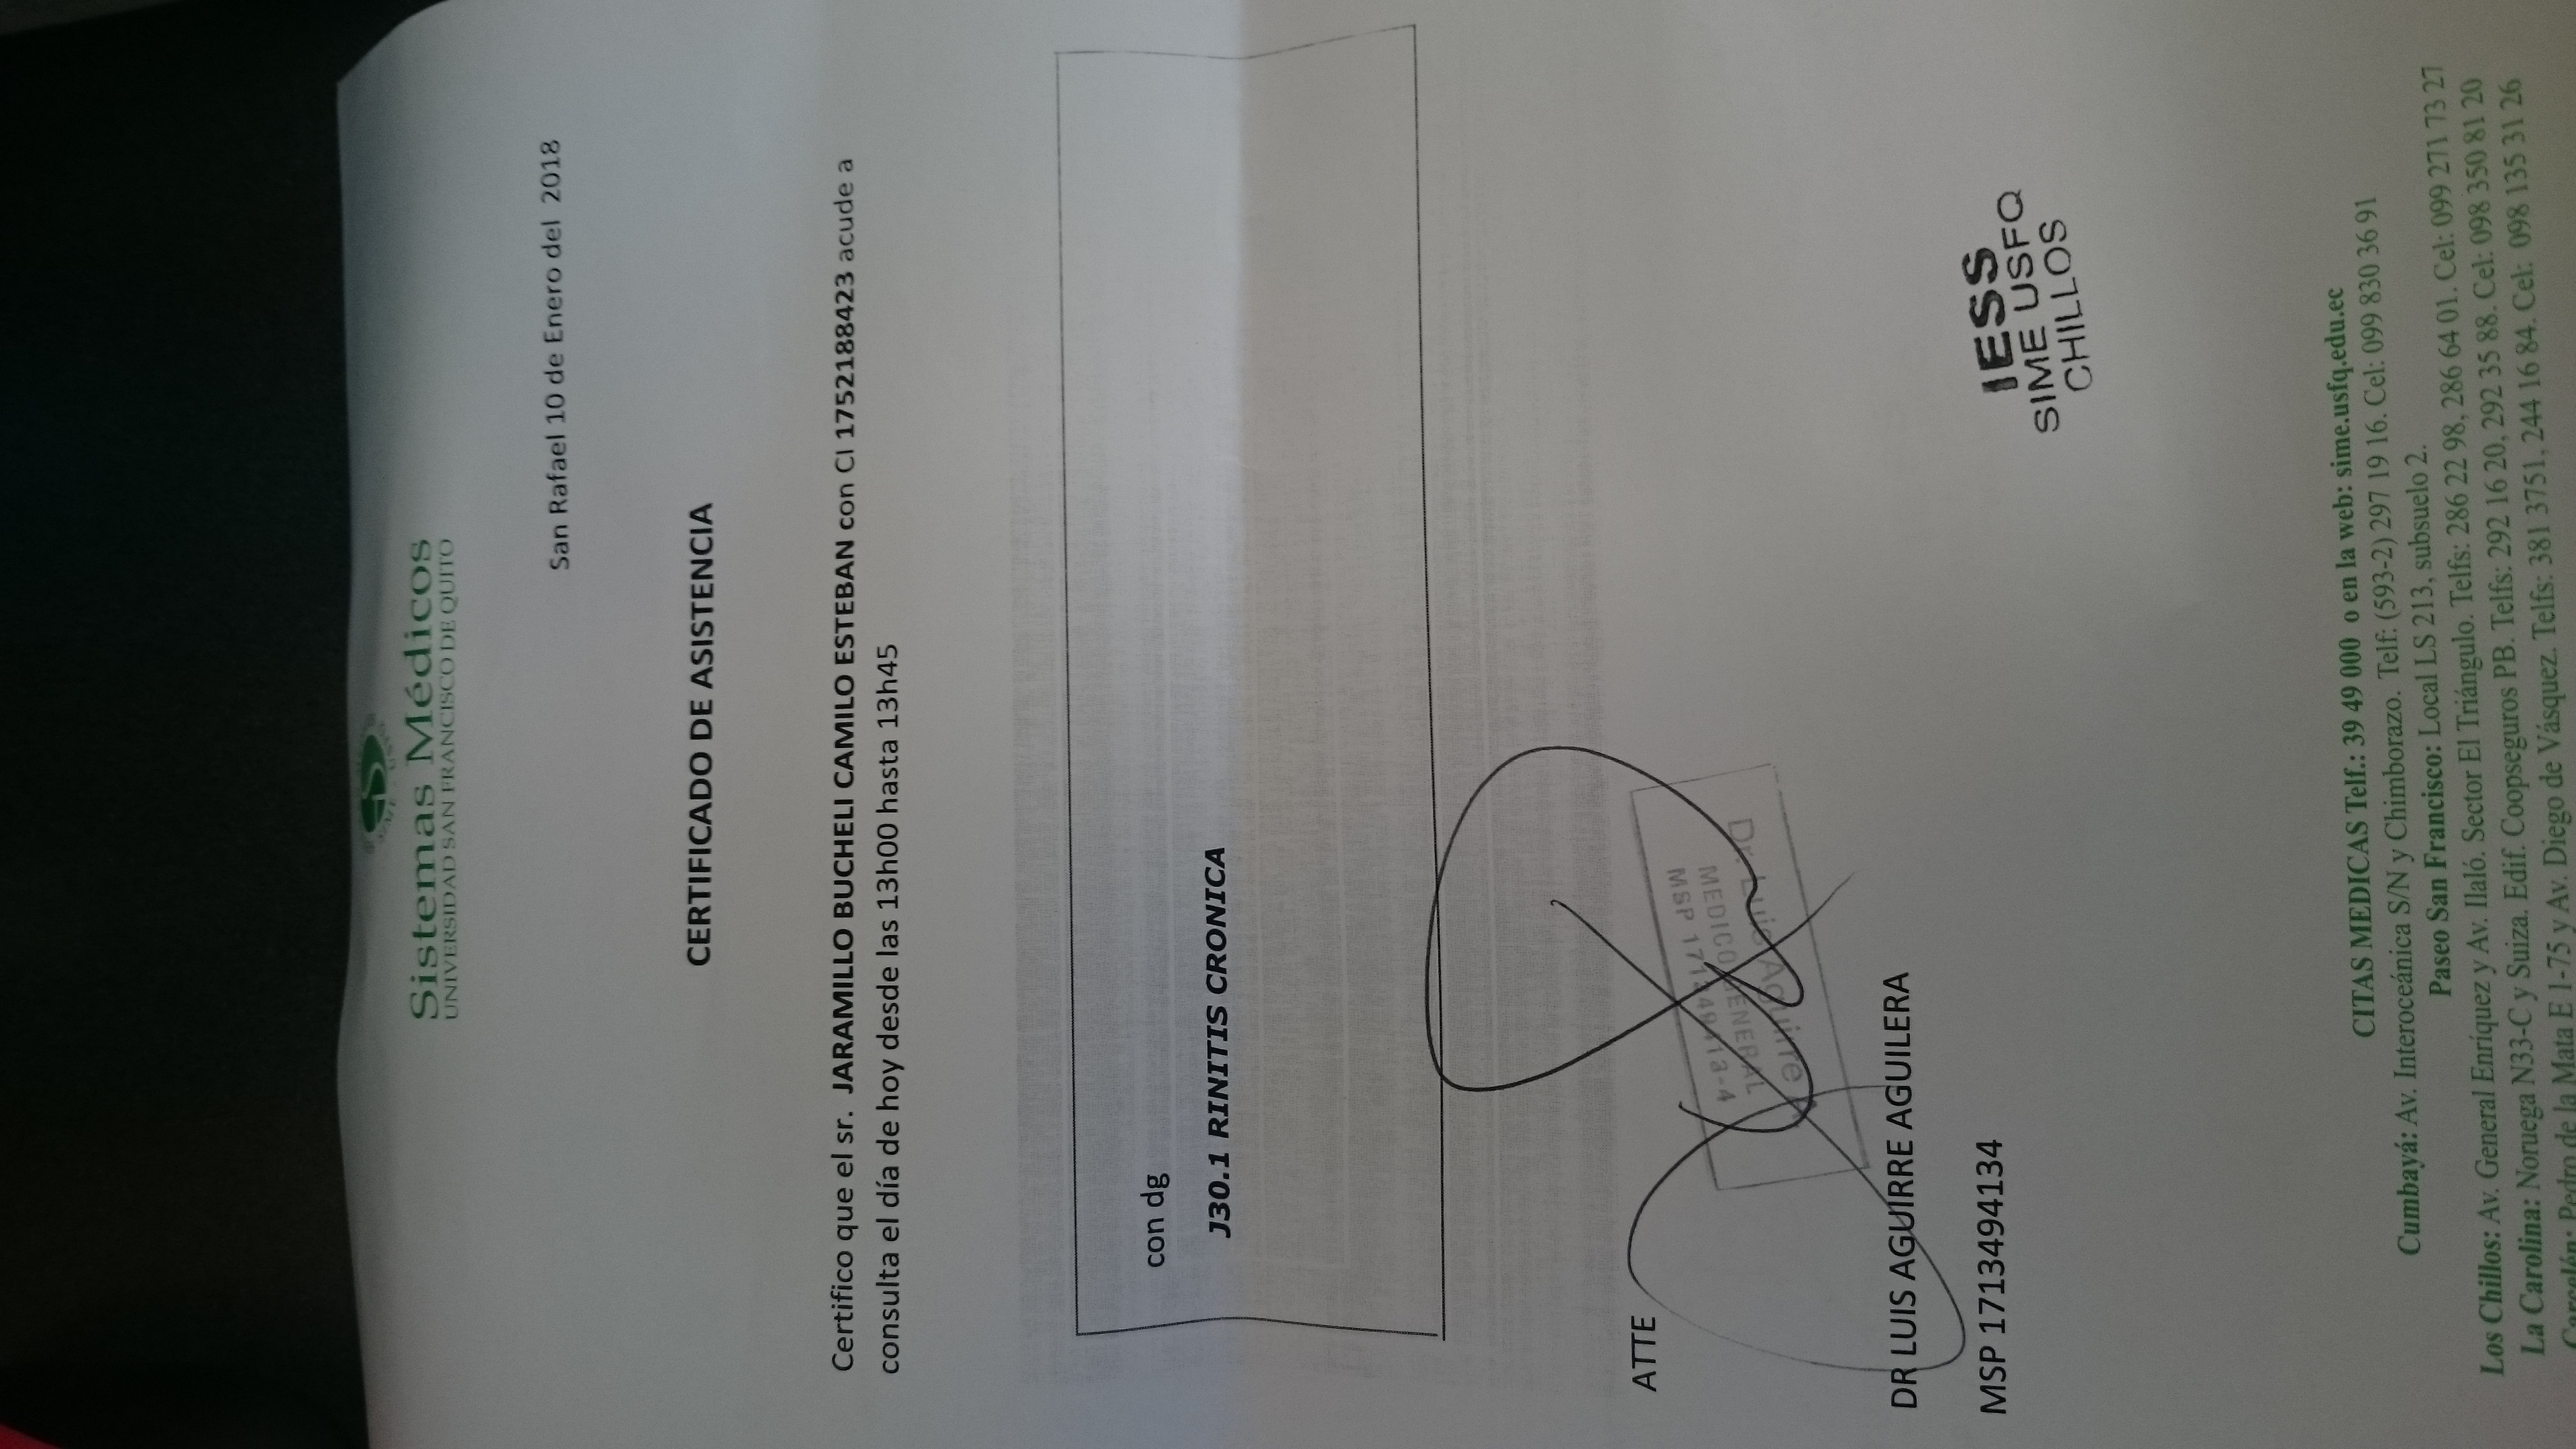 Sistemas Médicos
UNIVERSIDAD SAN FRANCISCO DE QUITO
San Rafael 10 de Enero del 2018
CERTIFICADO DE ASISTENCIA
Certifico que el sr. JARAMILLO BUCHELI CAMILO ESTEBAN con CI 1752188423 acude a
consulta el día de hoy desde las 13h00 hasta 13h45
con dg
J30.1 RINITIS CRONICA
ATTE
Dr. Luis Aguirre
MEDICO GENERAL
MSP
DR LUIS AGUIRRE AGUILERA
MSP 1713494134
IESS
SIME USFQ
CHILLOS
CITAS MEDICAS Telf.: 39 49 000 o en la web: sime.usfq.edu.ec
Cumbayá: Av. Interoceánica S/N y Chimborazo. Telf: (593-2) 297 19 16. Cel: 099 830 36 91
Paseo San Francisco: Local LS 213, subsuelo 2.
Los Chillos: Av. General Enríquez y Av. Ilaló. Sector El Triángulo. Telfs: 286 22 98, 286 64 01. Cel: 099 271 73 27
La Carolina: Noruega N33-C y Suiza. Edif. Coopseguros PB. Telfs: 292 16 20, 292 35 88. Cel: 098 350 81 20
Pedro de la Mata E 1-75 y Av. Diego de Vásquez. Telfs: 381 3751, 244 16 84. Cel: 098 135 31 26